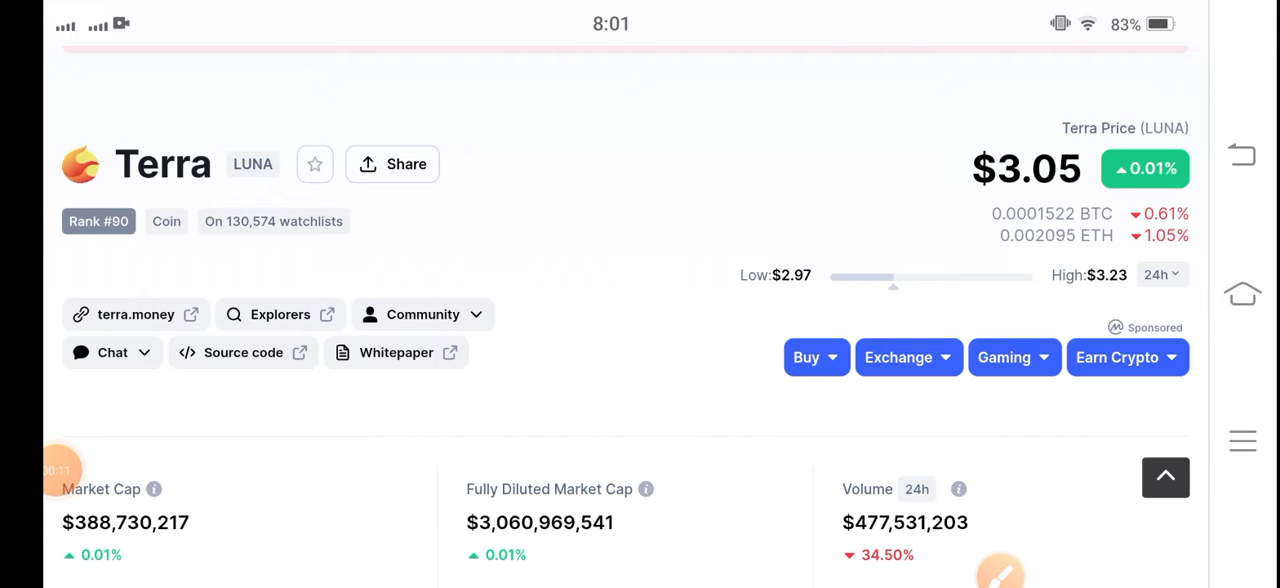 8:01
83%
Terra LUNA Share
Rank #90 Coin On 130,574 watchlists
Terra Price (LUNA)
$3.05 0.01%
0.0001522 BTC 0.61%
0.002095 ETH 1.05%
Low:$2.97 High:$3.23 24h
terra.money Explorers Community
Chat Source code Whitepaper
Sponsored
Buy Exchange Gaming Earn Crypto
00:11
Market Cap
$388,730,217
0.01%
Fully Diluted Market Cap
$3,060,969,541
0.01%
Volume 24h
$477,531,203
34.50%